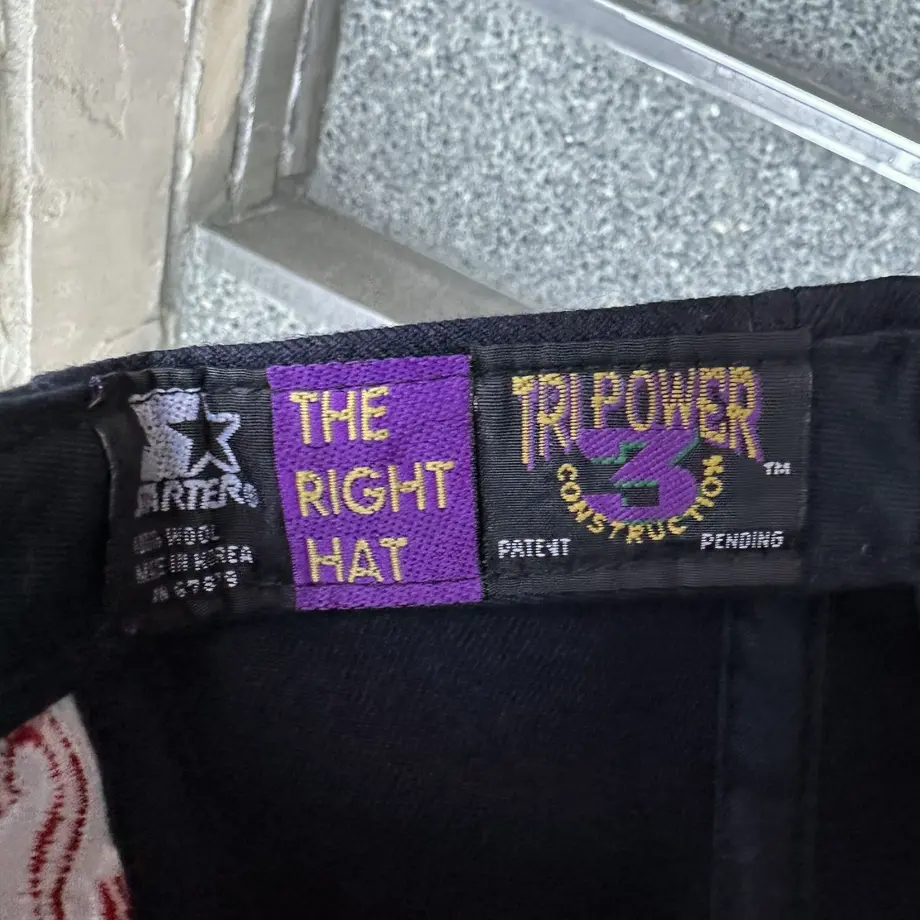 STARTER®
100% WOOL
MADE IN KOREA
THE
RIGHT
HAT
TRI POWER
3
™
CONSTRUCTION
PATENT PENDING